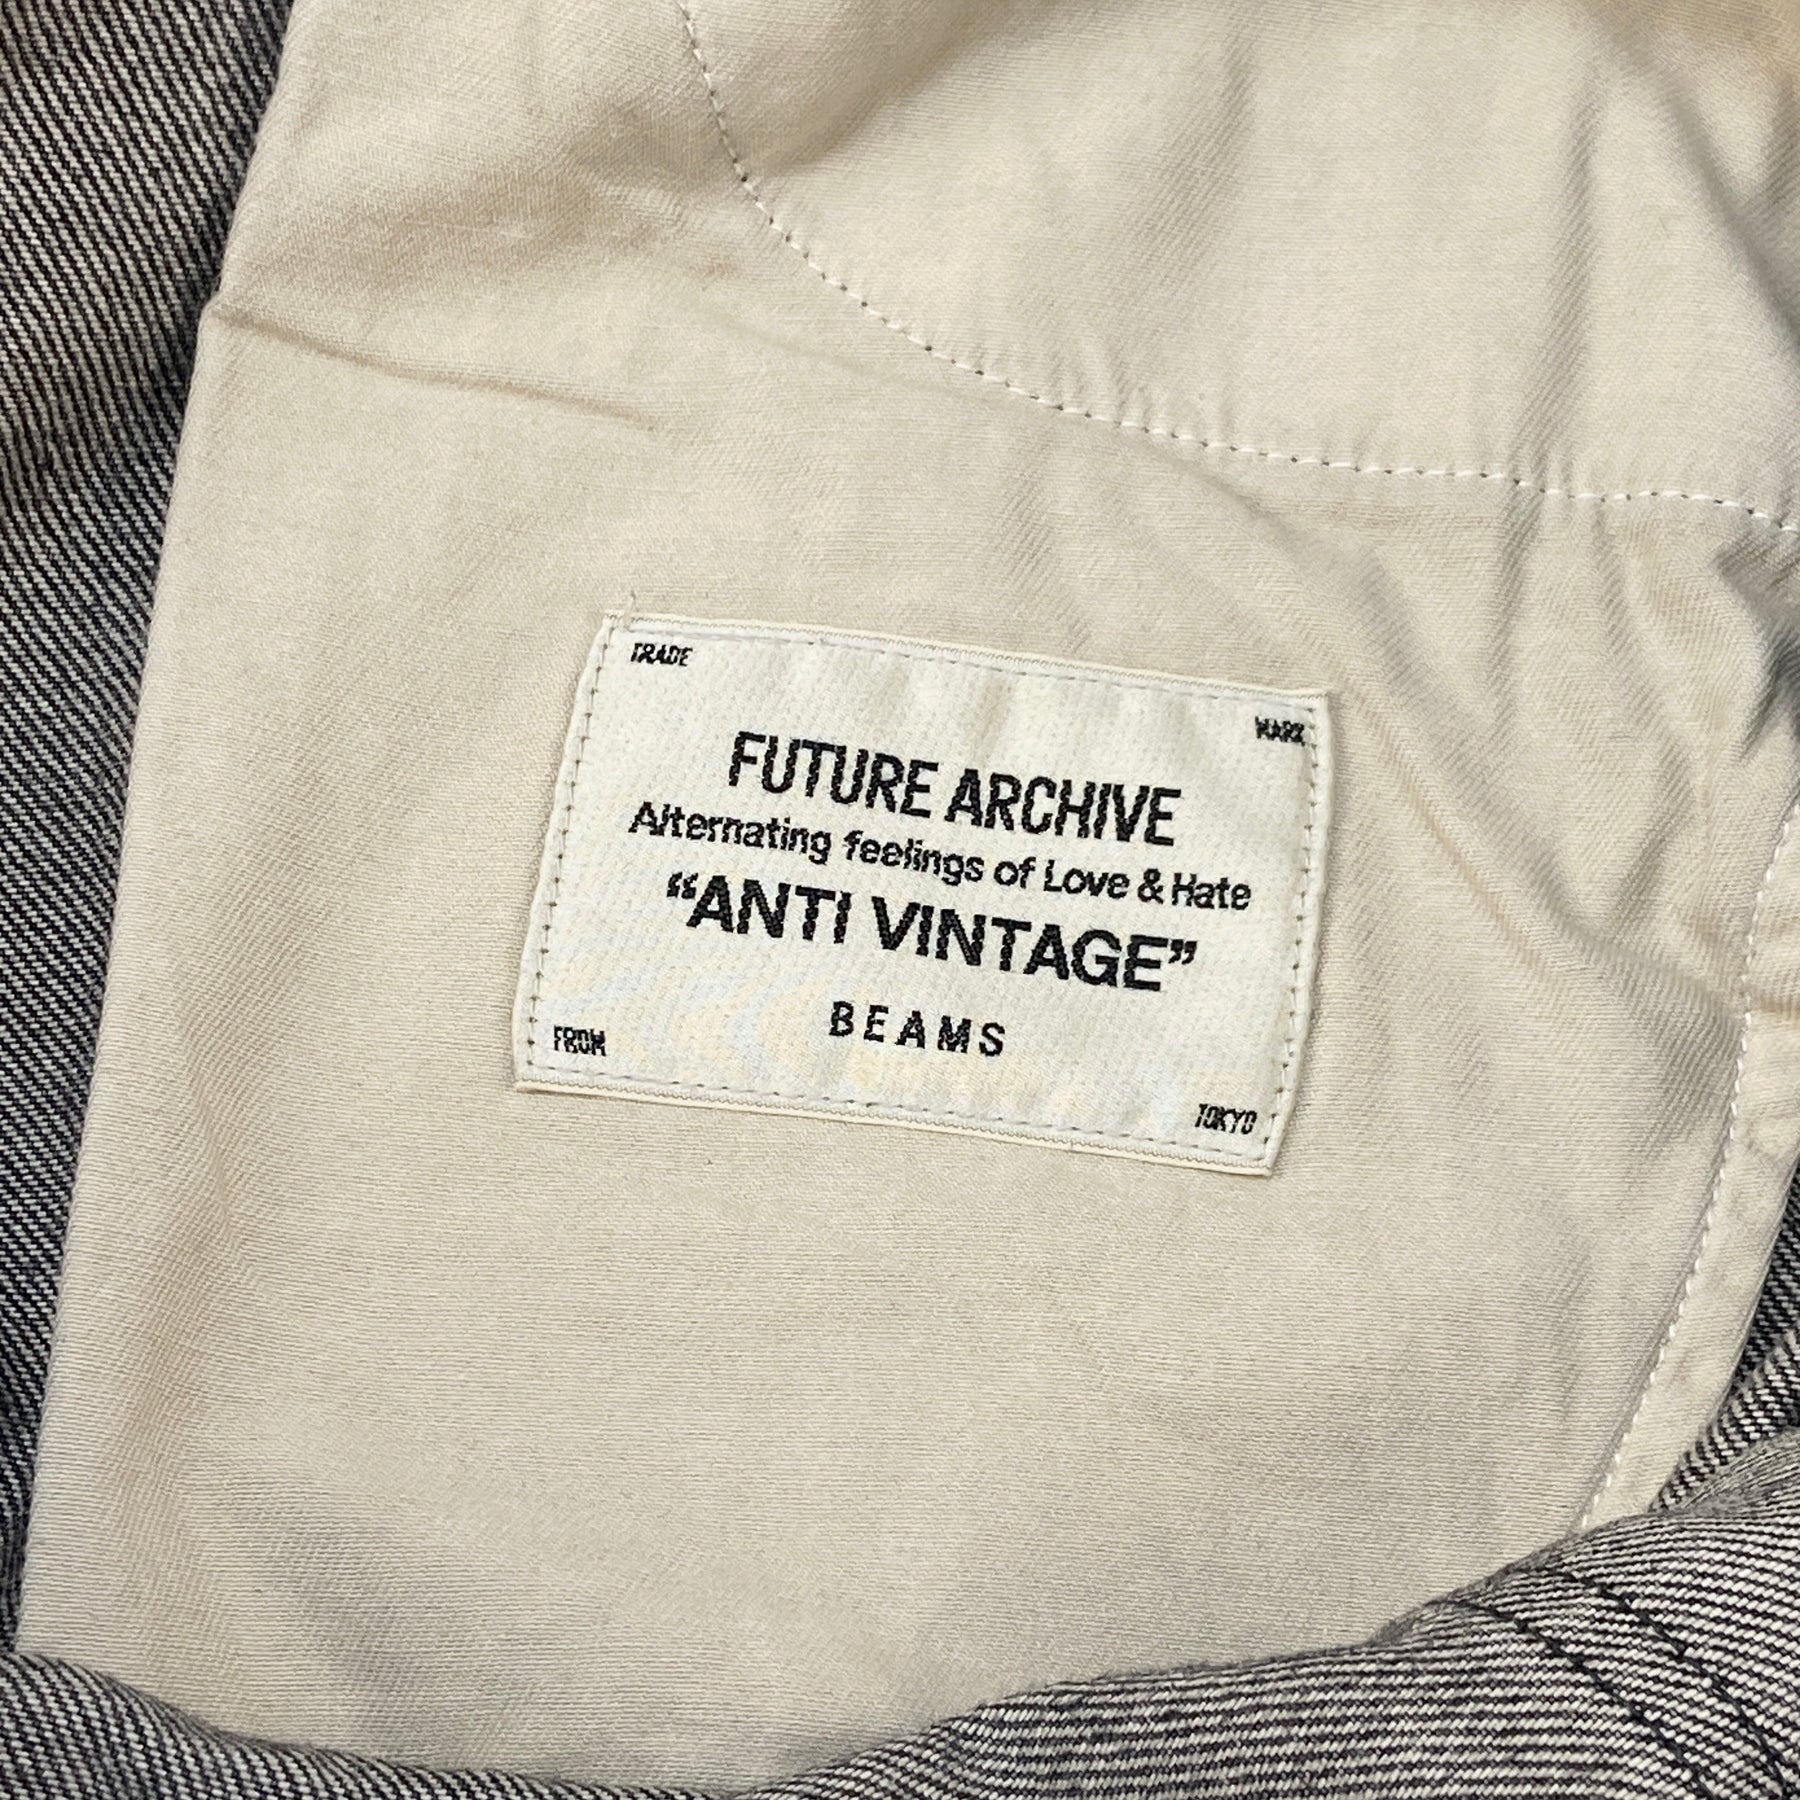 TRADE
MARK
FUTURE ARCHIVE
Alternating feelings of Love & Hate
“ANTI VINTAGE”
BEAMS
FROM
TOKYO